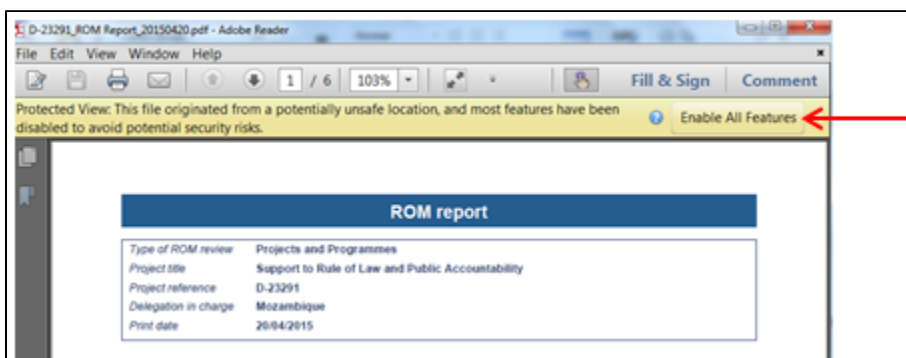 D-23291_ROM Report_20150420.pdf - Adobe Reader
File Edit View Window Help
1 / 6 103% Fill & Sign Comment
Protected View: This file originated from a potentially unsafe location, and most features have been
disabled to avoid potential security risks.
? Enable All Features
ROM report
Type of ROM review Projects and Programmes
Project title Support to Rule of Law and Public Accountability
Project reference D-23291
Delegation in charge Mozambique
Print date 20/04/2015